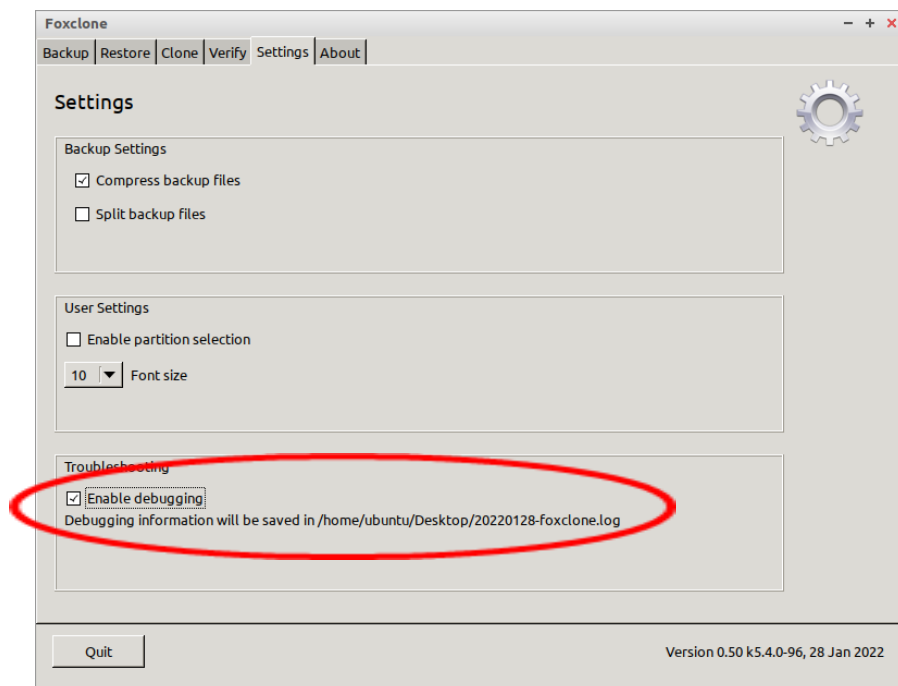 Foxclone
Backup Restore Clone Verify Settings About
Settings
Backup Settings
Compress backup files
Split backup files
User Settings
Enable partition selection
10 Font size
Troubleshooting
Enable debugging
Debugging information will be saved in /home/ubuntu/Desktop/20220128-foxclone.log
Quit
Version 0.50 k5.4.0-96, 28 Jan 2022